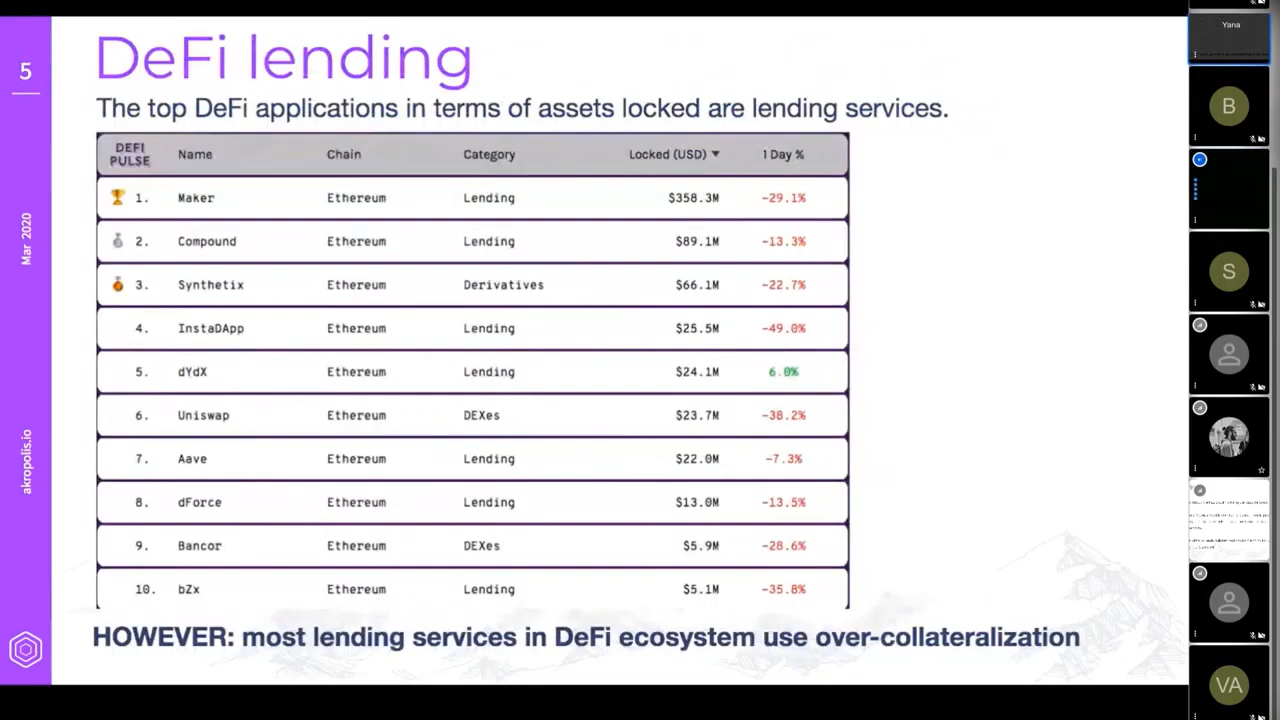 DeFi lending
5
The top DeFi applications in terms of assets locked are lending services.
DEFI PULSE Name Chain Category Locked (USD) ▼ 1 Day %
1. Maker Ethereum Lending $358.3M -29.1%
2. Compound Ethereum Lending $89.1M -13.3%
3. Synthetix Ethereum Derivatives $66.1M -22.7%
4. InstaDApp Ethereum Lending $25.5M -49.0%
5. dYdX Ethereum Lending $24.1M 6.0%
6. Uniswap Ethereum DEXes $23.7M -38.2%
7. Aave Ethereum Lending $22.0M -7.3%
8. dForce Ethereum Lending $13.0M -13.5%
9. Bancor Ethereum DEXes $5.9M -28.6%
10. bZx Ethereum Lending $5.1M -35.8%
HOWEVER: most lending services in DeFi ecosystem use over-collateralization
Mar 2020
akropolis.io
Yana
B
S
VA